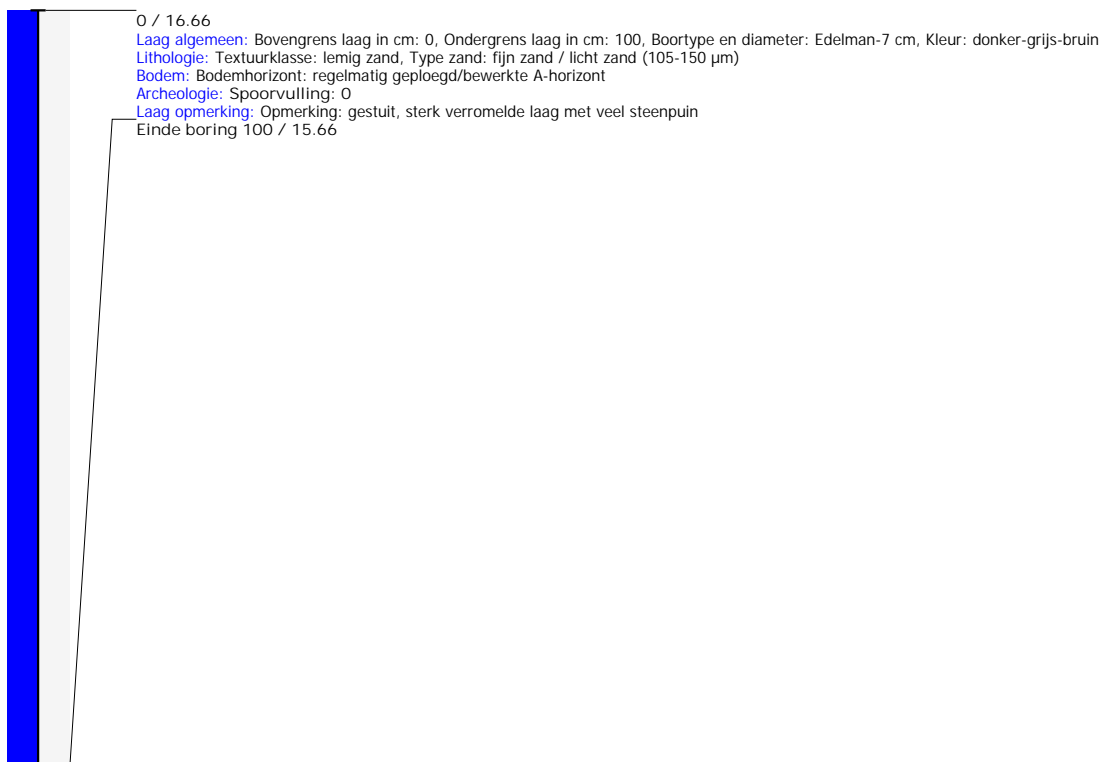 0 / 16.66
Laag algemeen: Bovengrens laag in cm: 0, Ondergrens laag in cm: 100, Boortype en diameter: Edelman-7 cm, Kleur: donker-grijs-bruin
Lithologie: Textuurklasse: lemig zand, Type zand: fijn zand / licht zand (105-150 µm)
Bodem: Bodemhorizont: regelmatig geploegd/bewerkte A-horizont
Archeologie: Spoorvulling: 0
Laag opmerking: Opmerking: gestuit, sterk verromelde laag met veel steenpuin
Einde boring 100 / 15.66